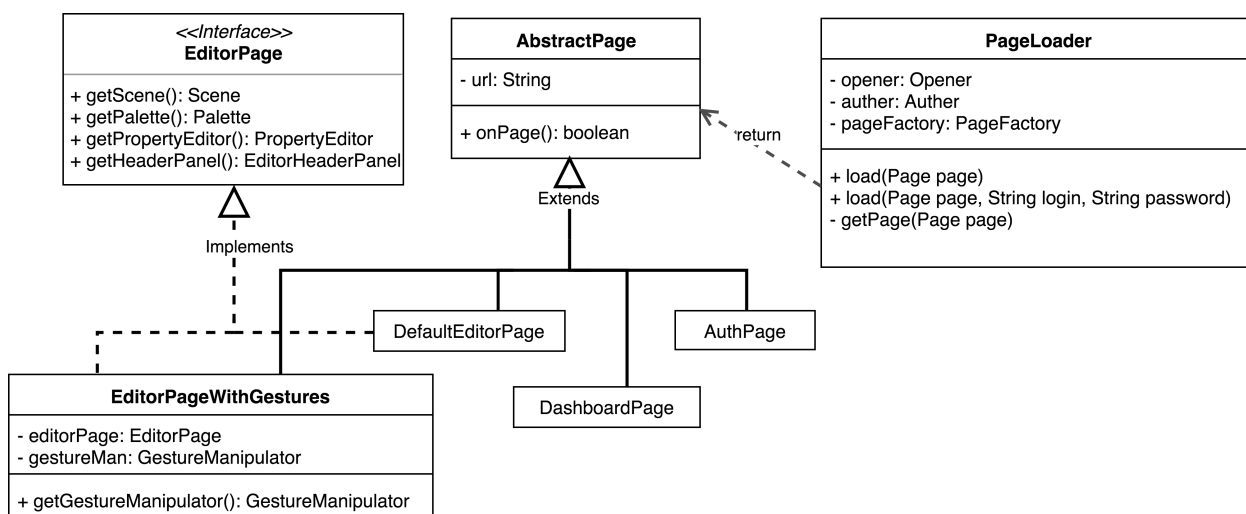 <<Interface>>
EditorPage
+ getScene(): Scene
+ getPalette(): Palette
+ getPropertyEditor(): PropertyEditor
+ getHeaderPanel(): EditorHeaderPanel
AbstractPage
- url: String
+ onPage(): boolean
PageLoader
- opener: Opener
- auther: Auther
- pageFactory: PageFactory
+ load(Page page)
+ load(Page page, String login, String password)
- getPage(Page page)
return
Extends
Implements
DefaultEditorPage
AuthPage
DashboardPage
EditorPageWithGestures
- editorPage: EditorPage
- gestureMan: GestureManipulator
+ getGestureManipulator(): GestureManipulator